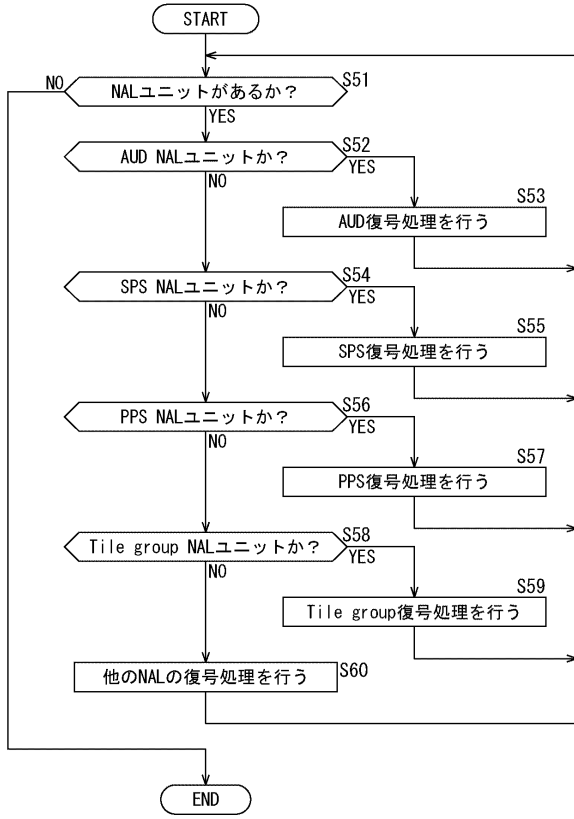 START
NO
NALユニットがあるか？
S51
YES
AUD NALユニットか？
S52
YES
NO
S53
AUD復号処理を行う
SPS NALユニットか？
S54
YES
NO
S55
SPS復号処理を行う
PPS NALユニットか？
S56
YES
NO
S57
PPS復号処理を行う
Tile group NALユニットか？
S58
YES
NO
S59
Tile group復号処理を行う
他のNALの復号処理を行う
S60
END